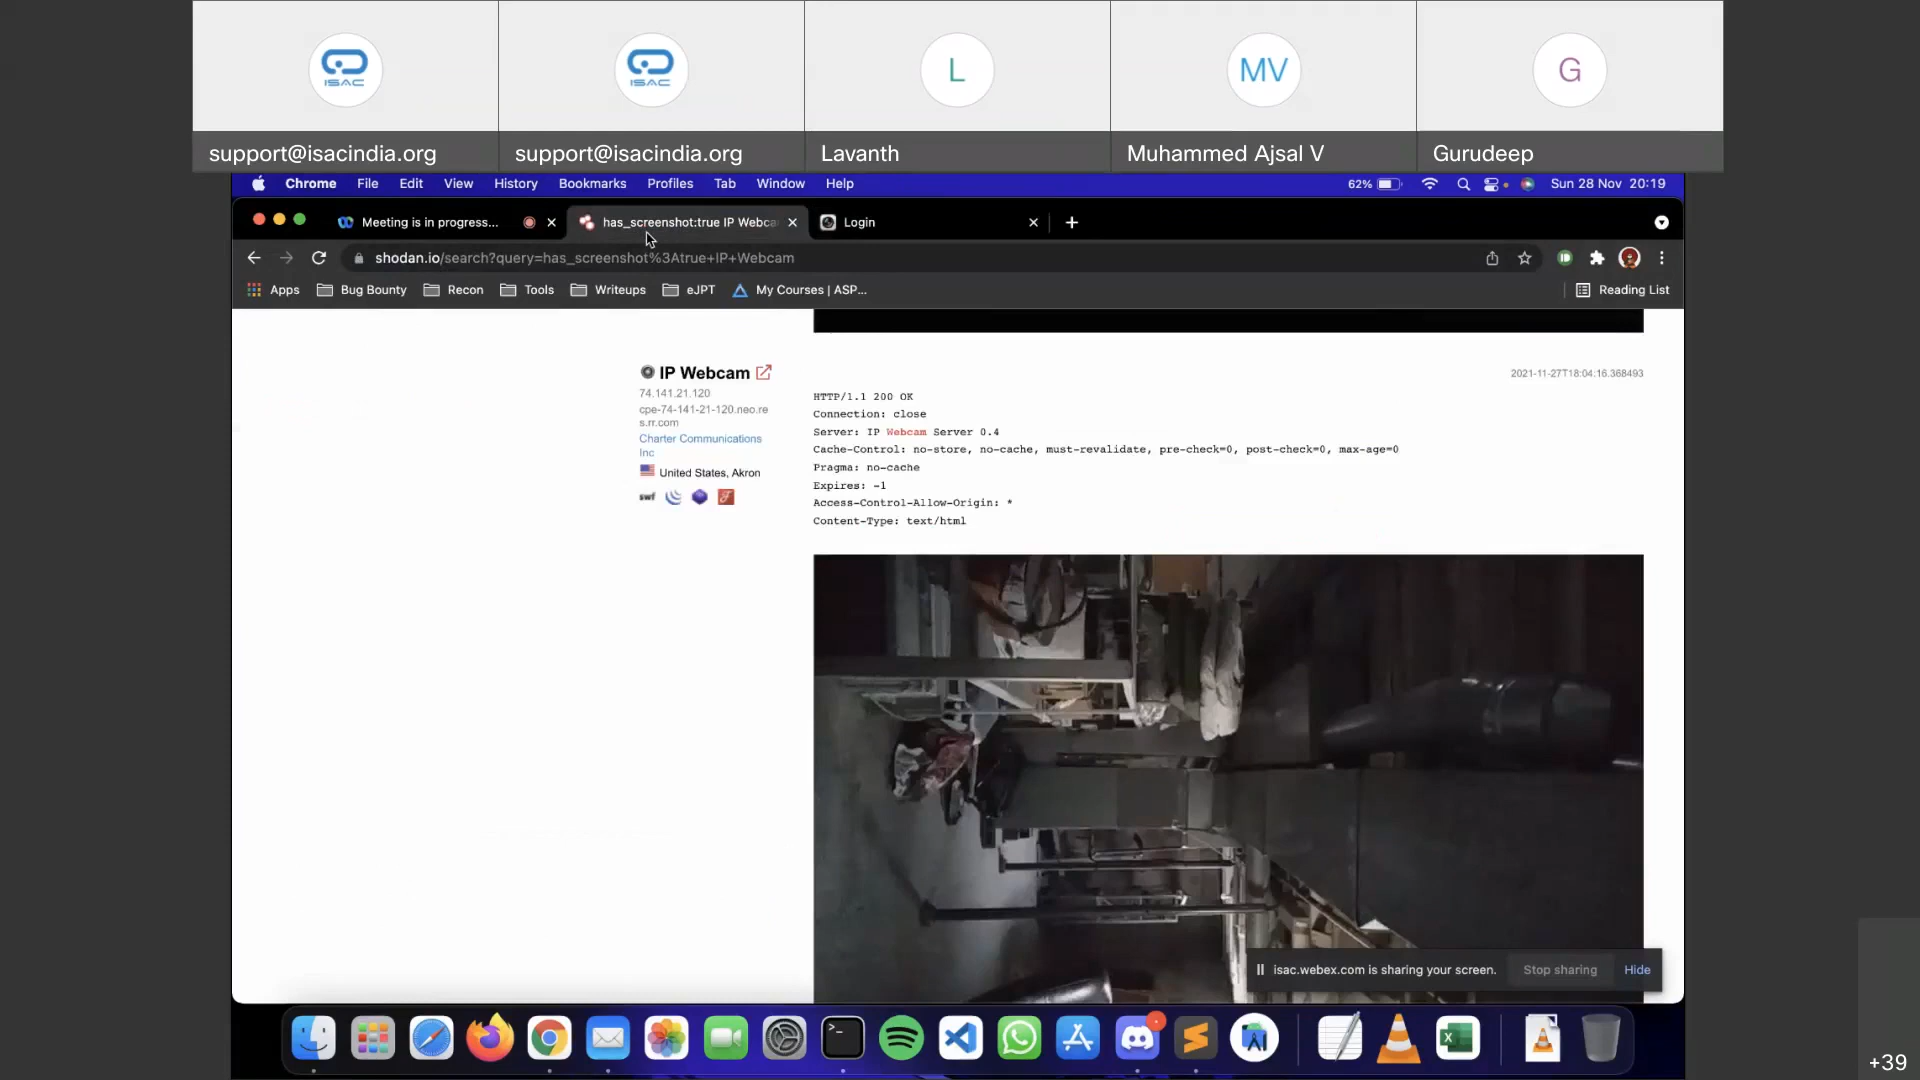 ISAC
ISAC
L
MV
G
support@isacindia.org
support@isacindia.org
Lavanth
Muhammed Ajsal V
Gurudeep
Chrome File Edit View History Bookmarks Profiles Tab Window Help
62% Sun 28 Nov 20:19
Meeting is in progress...
has_screenshot:true IP Webca
Login
shodan.io/search?query=has_screenshot%3Atrue+IP+Webcam
Apps Bug Bounty Recon Tools Writeups eJPT My Courses | ASP... Reading List
IP Webcam
74.141.21.120
cpe-74-141-21-120.neo.re
s.rr.com
Charter Communications
Inc
United States, Akron
swf
2021-11-27T18:04:16.368493
HTTP/1.1 200 OK
Connection: close
Server: IP Webcam Server 0.4
Cache-Control: no-store, no-cache, must-revalidate, pre-check=0, post-check=0, max-age=0
Pragma: no-cache
Expires: -1
Access-Control-Allow-Origin: *
Content-Type: text/html
isac.webex.com is sharing your screen. Stop sharing Hide
+39